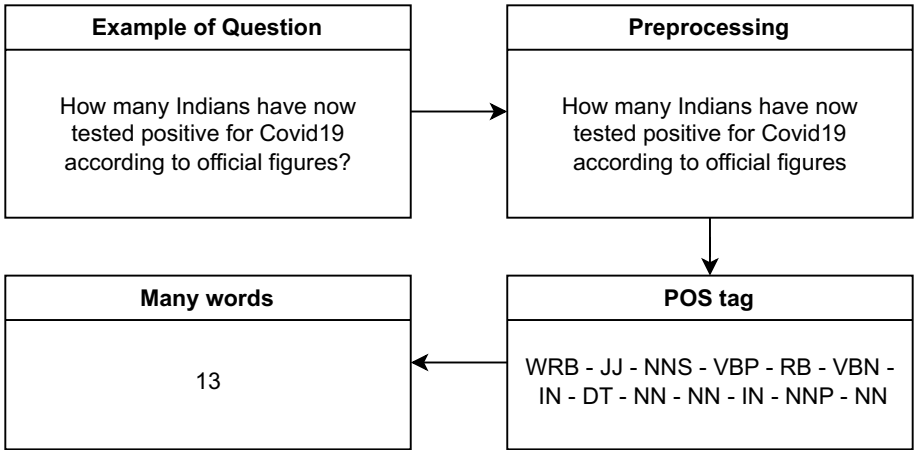 Example of Question
How many Indians have now
tested positive for Covid19
according to official figures?
Preprocessing
How many Indians have now
tested positive for Covid19
according to official figures
POS tag
WRB - JJ - NNS - VBP - RB - VBN -
IN - DT - NN - NN - IN - NNP - NN
Many words
13